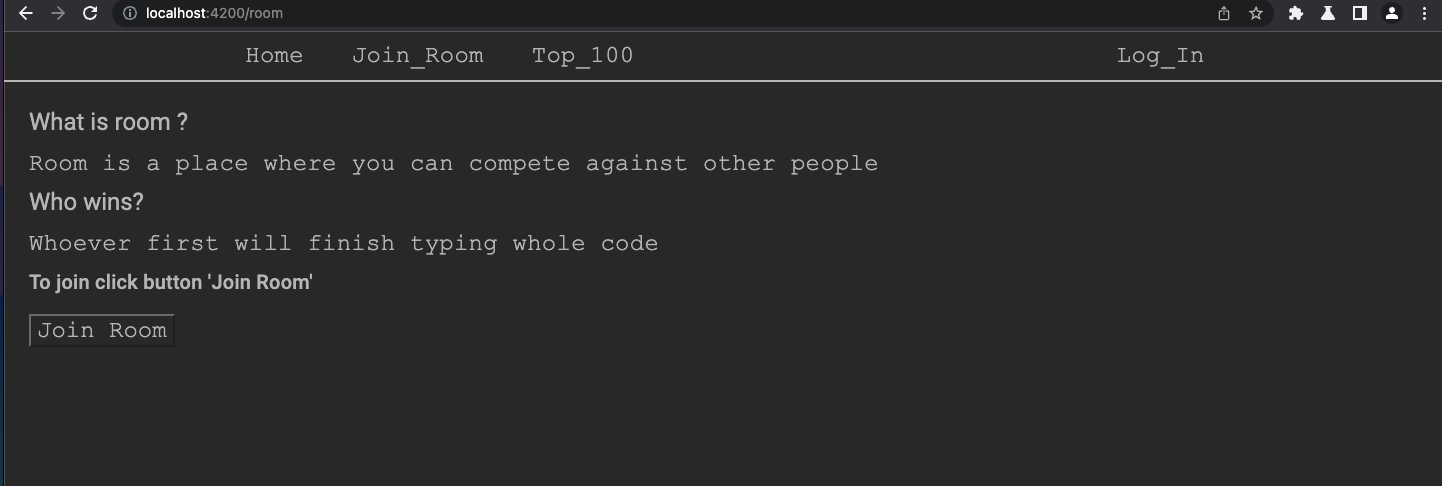 localhost:4200/room
Home Join_Room Top_100 Log_In
What is room ?
Room is a place where you can compete against other people
Who wins?
Whoever first will finish typing whole code
To join click button 'Join Room'
Join Room